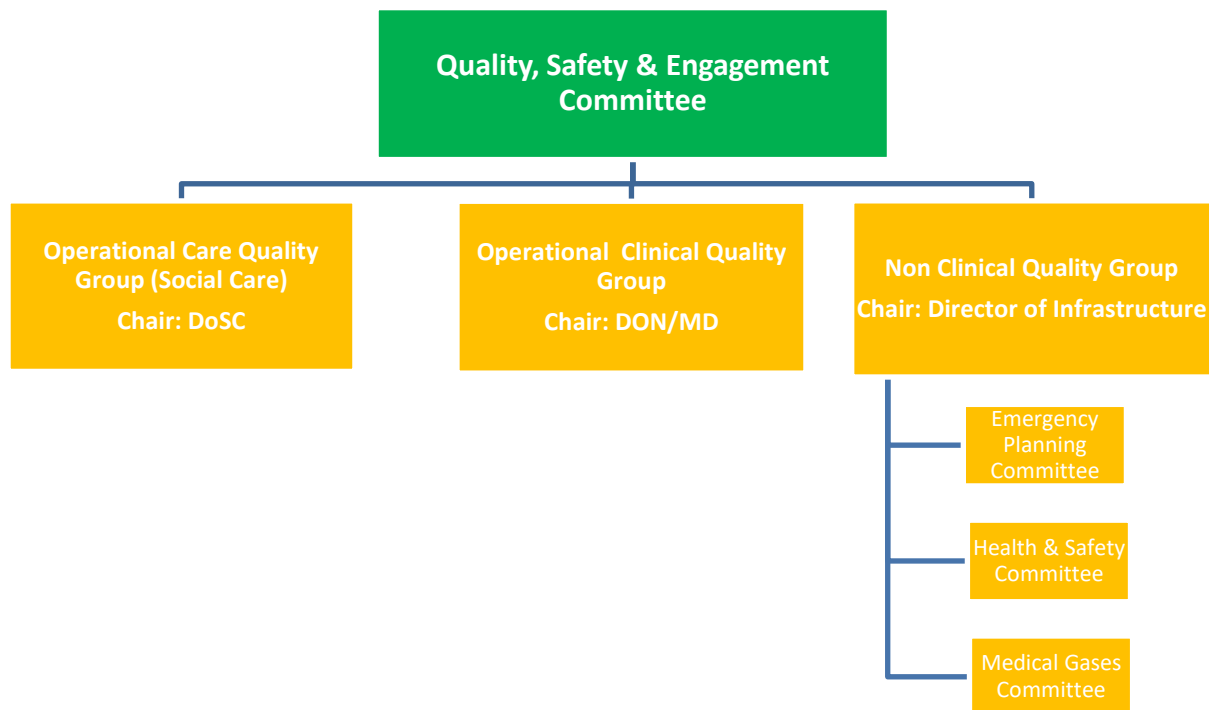 Quality, Safety & Engagement
Committee
Operational Care Quality
Group (Social Care)
Chair: DoSC
Operational  Clinical Quality
Group
Chair: DON/MD
Non Clinical Quality Group
Chair: Director of Infrastructure
Emergency
Planning
Committee
Health & Safety
Committee
Medical Gases
Committee